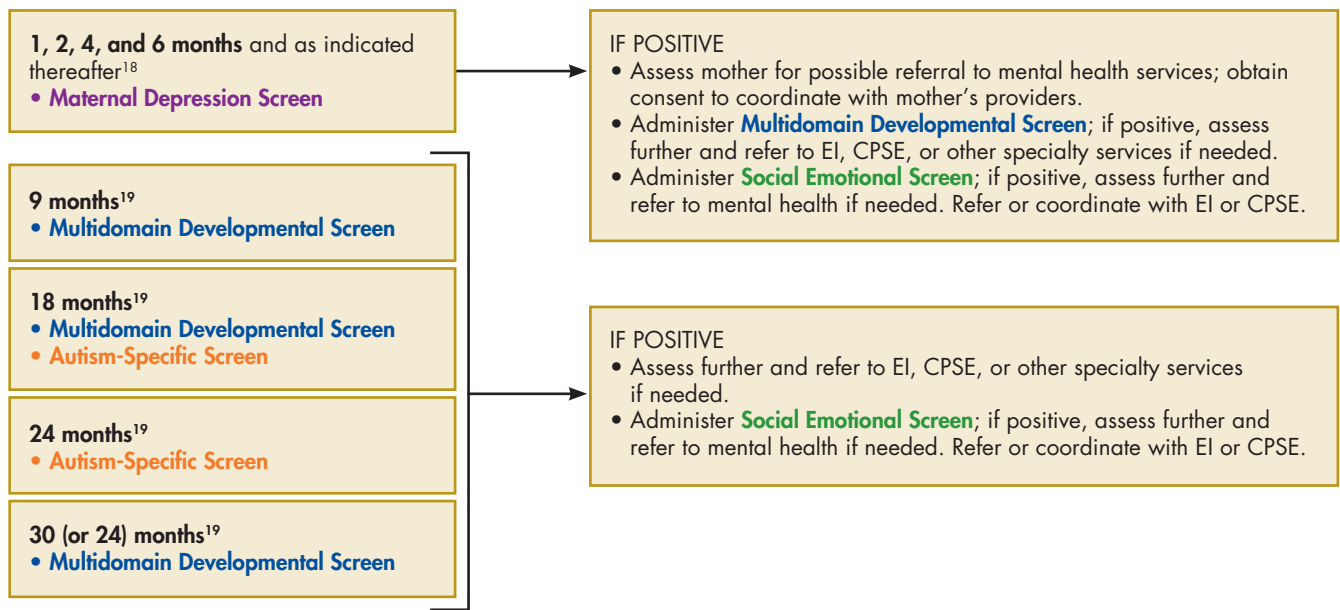 1, 2, 4, and 6 months and as indicated
thereafter¹⁸
• Maternal Depression Screen
IF POSITIVE
• Assess mother for possible referral to mental health services; obtain
consent to coordinate with mother’s providers.
• Administer Multidomain Developmental Screen; if positive, assess
further and refer to EI, CPSE, or other specialty services if needed.
• Administer Social Emotional Screen; if positive, assess further and
refer to mental health if needed. Refer or coordinate with EI or CPSE.
9 months¹⁹
• Multidomain Developmental Screen
18 months¹⁹
• Multidomain Developmental Screen
• Autism-Specific Screen
24 months¹⁹
• Autism-Specific Screen
30 (or 24) months¹⁹
• Multidomain Developmental Screen
IF POSITIVE
• Assess further and refer to EI, CPSE, or other specialty services
if needed.
• Administer Social Emotional Screen; if positive, assess further and
refer to mental health if needed. Refer or coordinate with EI or CPSE.